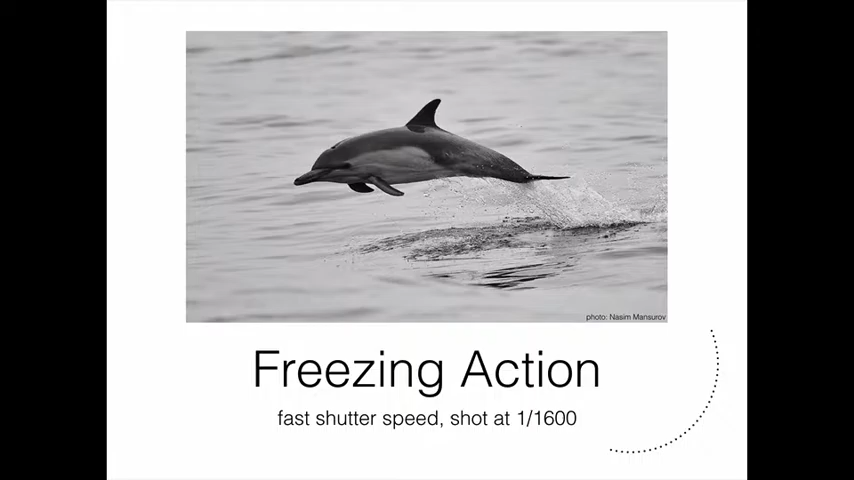 photo: Nasim Mansurov
Freezing Action
fast shutter speed, shot at 1/1600